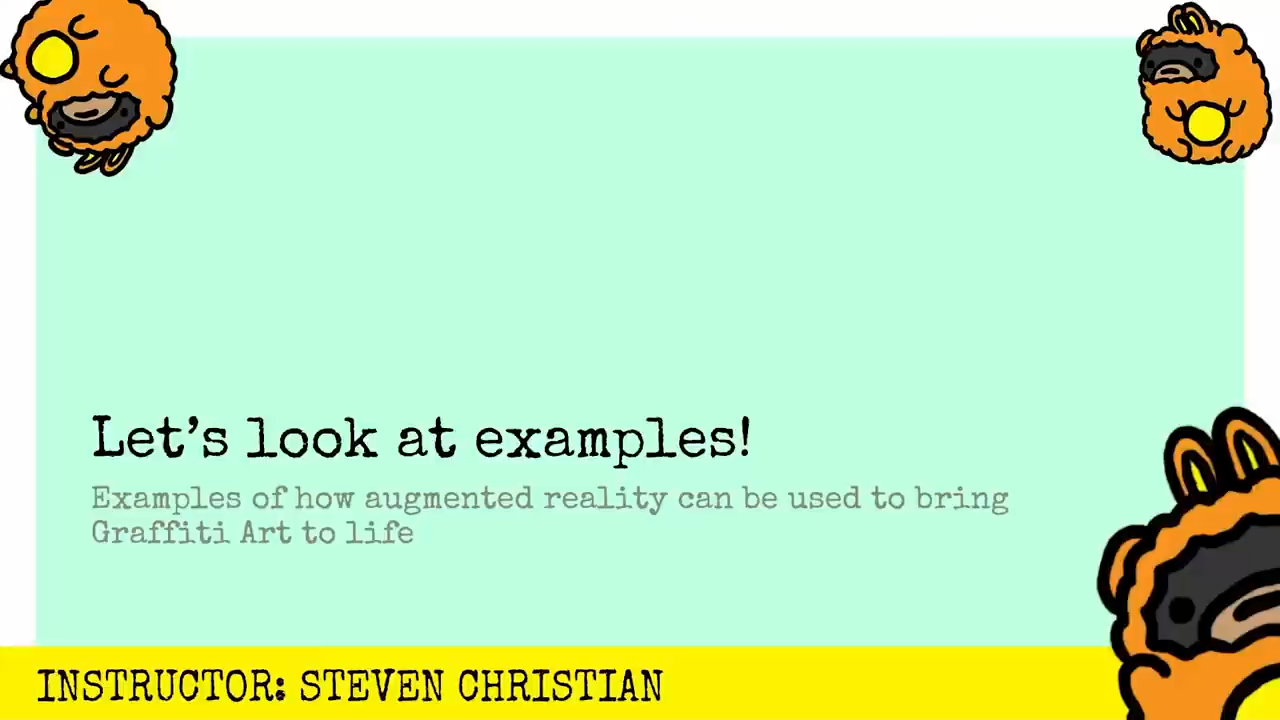 Let's look at examples!
Examples of how augmented reality can be used to bring
Graffiti Art to life
INSTRUCTOR: STEVEN CHRISTIAN